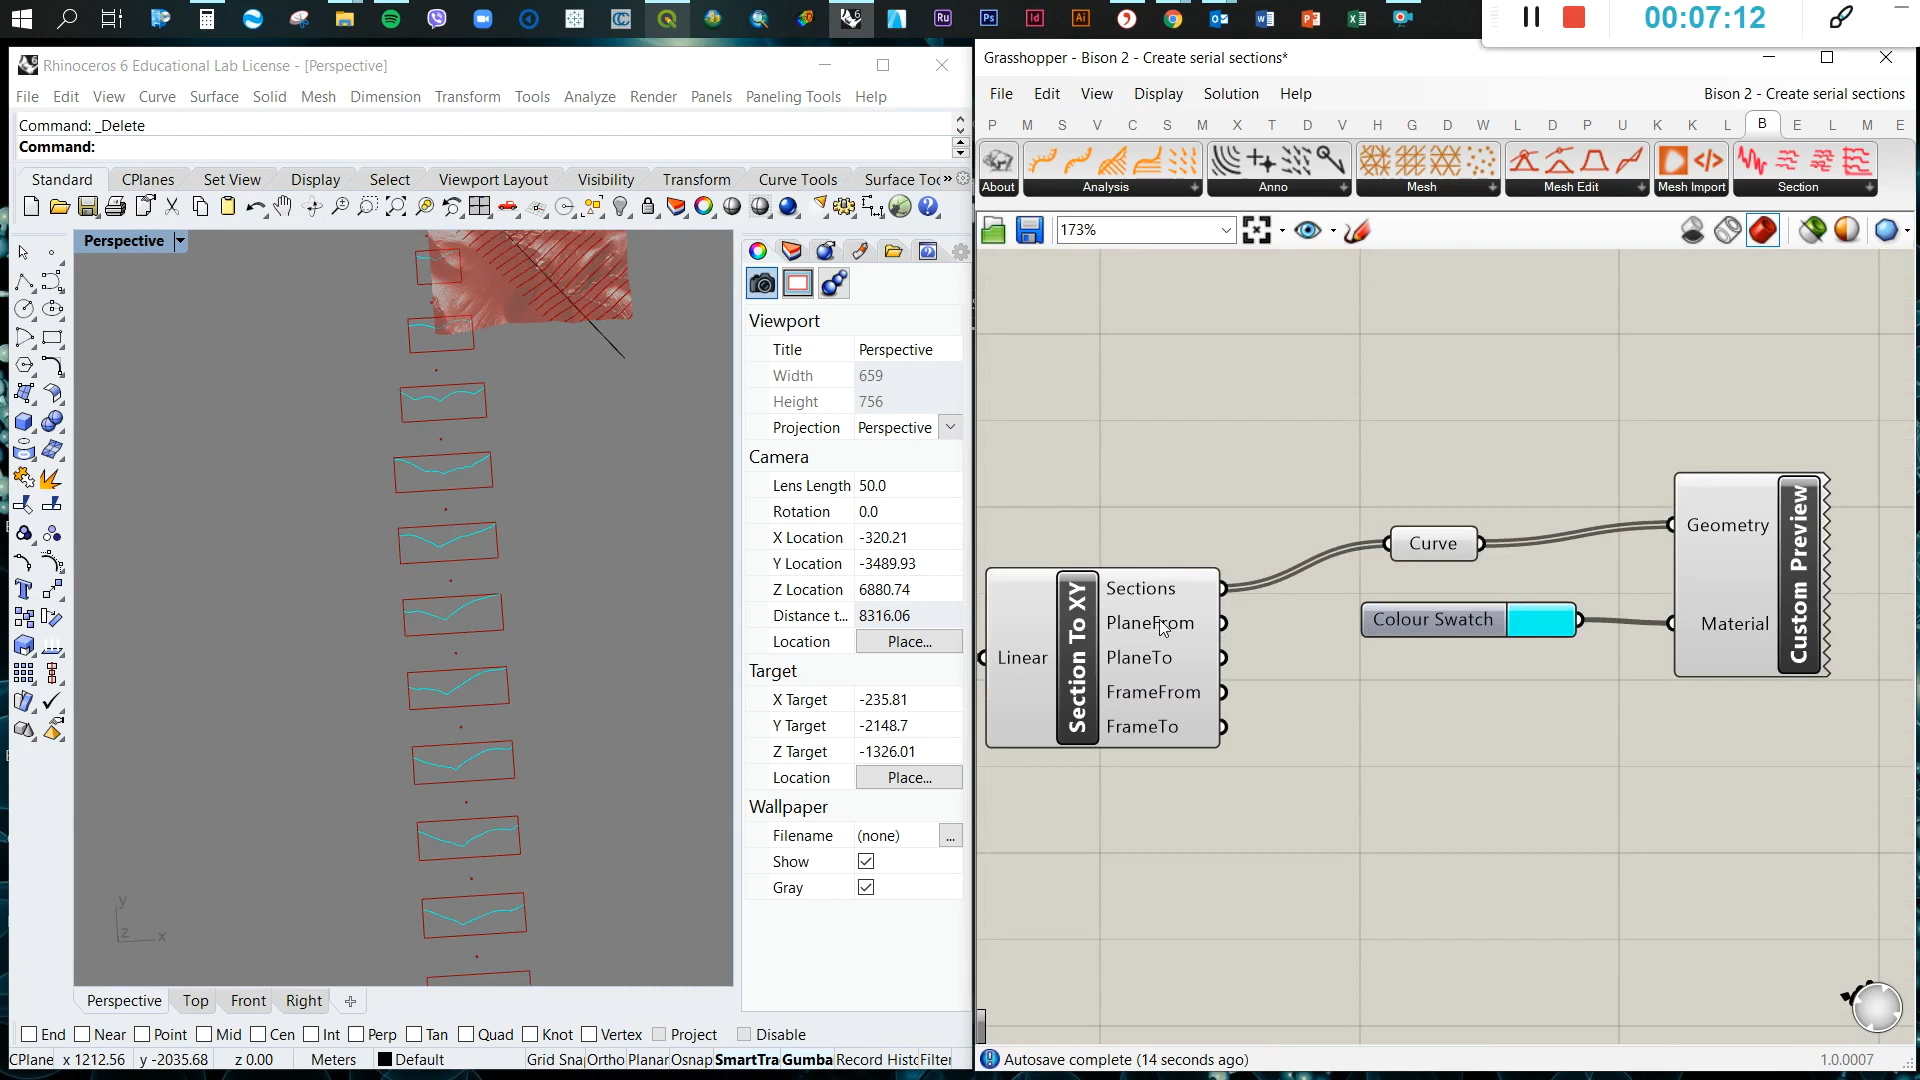 00:07:12
Rhinoceros 6 Educational Lab License - [Perspective]
File Edit View Curve Surface Solid Mesh Dimension Transform Tools Analyze Render Panels Paneling Tools Help
Command: _Delete
Command:
Standard CPlanes Set View Display Select Viewport Layout Visibility Transform Curve Tools Surface Toc »
Perspective
Viewport
Title Perspective
Width 659
Height 756
Projection Perspective
Camera
Lens Length 50.0
Rotation 0.0
X Location -320.21
Y Location -3489.93
Z Location 6880.74
Distance t... 8316.06
Location Place...
Target
X Target -235.81
Y Target -2148.7
Z Target -1326.01
Location Place...
Wallpaper
Filename (none) ...
Show
Gray
y
z x
Perspective Top Front Right
End Near Point Mid Cen Int Perp Tan Quad Knot Vertex Project Disable
CPlane x 1212.56 y -2035.68 z 0.00 Meters Default Grid Sna Ortho Planar Osnap SmartTra Gumba Record Histo Filter
Grasshopper - Bison 2 - Create serial sections*
File Edit View Display Solution Help Bison 2 - Create serial sections
P M S V C S M X T D V H G D W L D P U K K L B E L M E
About Analysis Anno Mesh Mesh Edit Mesh Import Section
173%
Linear Section To XY Sections PlaneFrom PlaneTo FrameFrom FrameTo
Curve
Colour Swatch
Geometry Material Custom Preview
Autosave complete (14 seconds ago) 1.0.0007